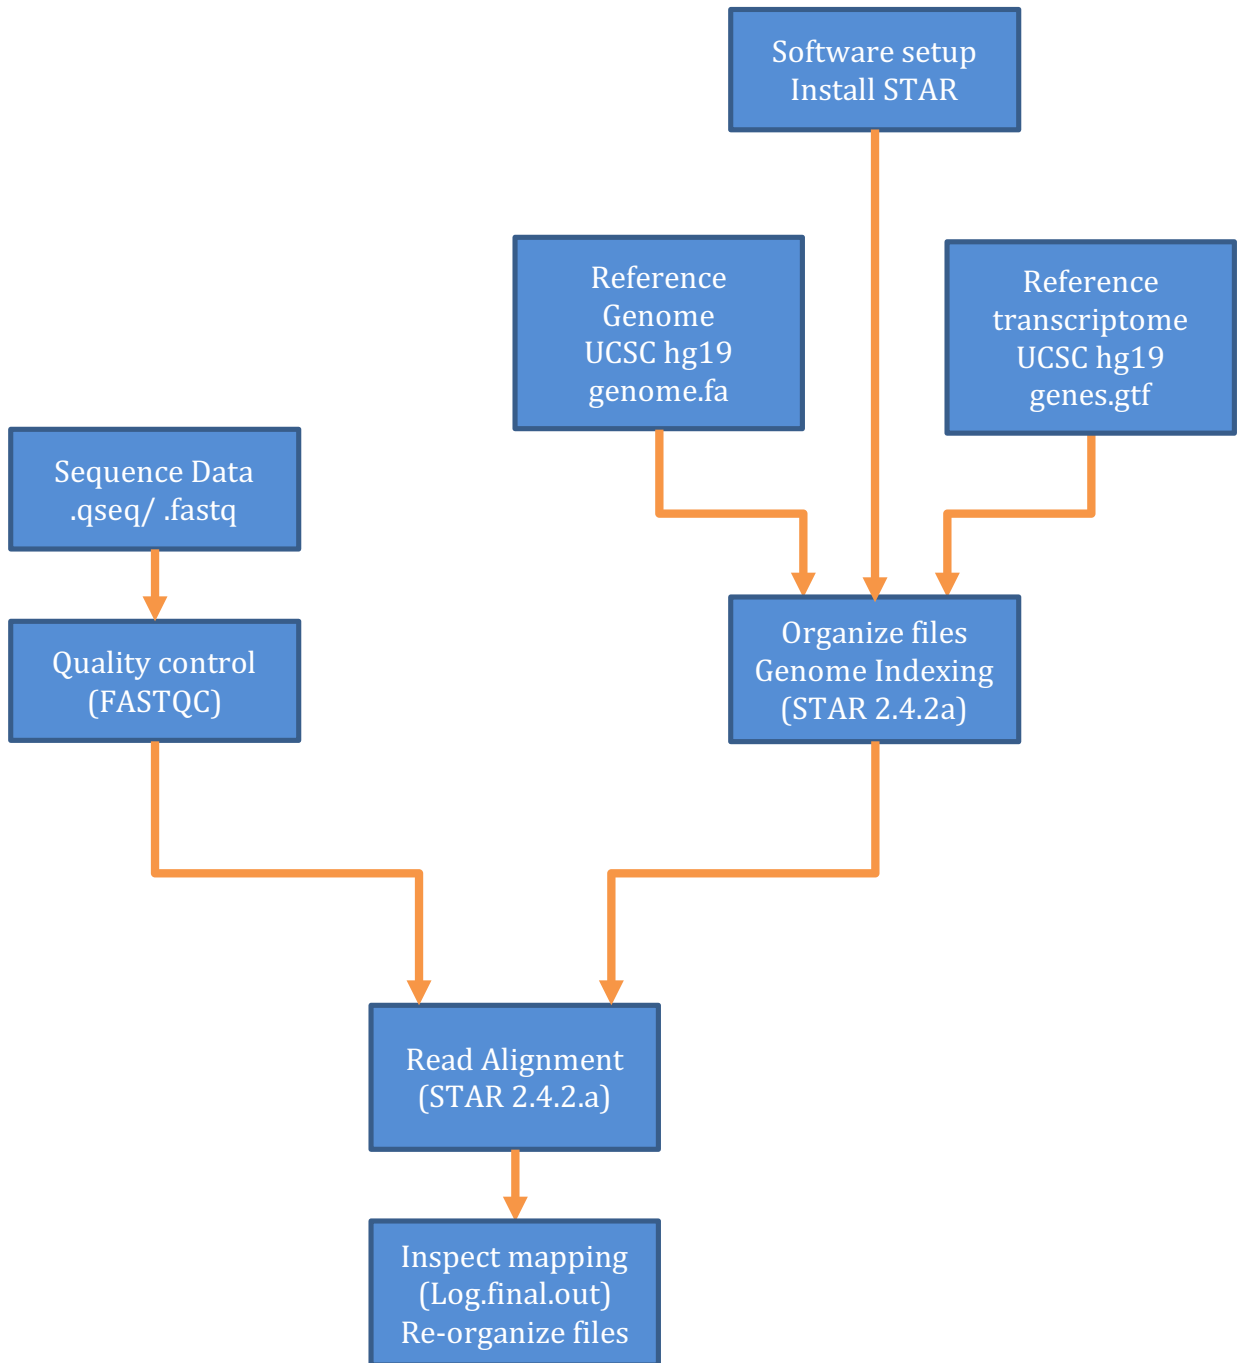 Software setup
Install STAR
Reference
Genome
UCSC hg19
genome.fa
Reference
transcriptome
UCSC hg19
genes.gtf
Sequence Data
.qseq/ .fastq
Quality control
(FASTQC)
Organize files
Genome Indexing
(STAR 2.4.2a)
Read Alignment
(STAR 2.4.2.a)
Inspect mapping
(Log.final.out)
Re-organize files